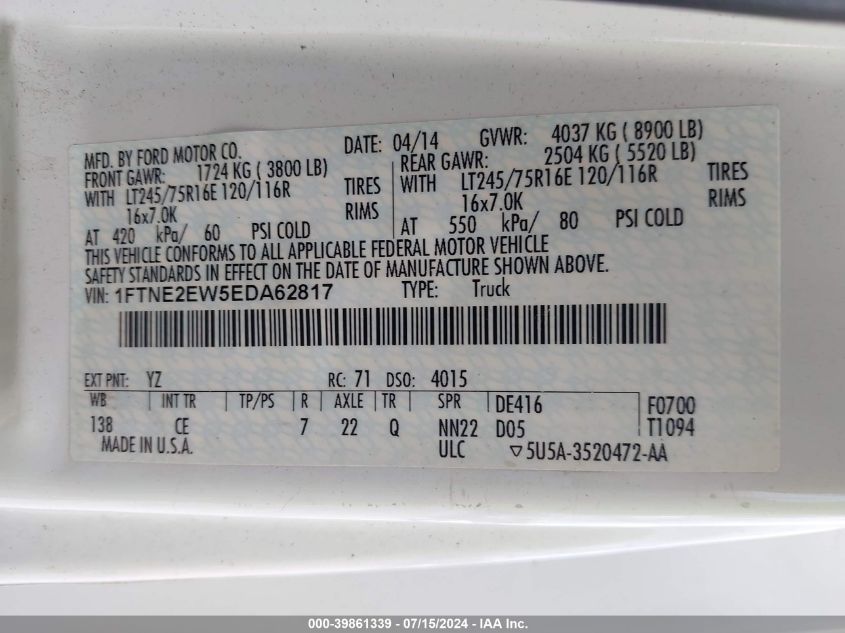 MFD. BY FORD MOTOR CO. DATE: 04/14 GVWR: 4037 KG ( 8900 LB)
FRONT GAWR: 1724 KG ( 3800 LB) REAR GAWR: 2504 KG ( 5520 LB)
WITH LT245/75R16E 120/116R TIRES WITH LT245/75R16E 120/116R TIRES
16x7.0K RIMS 16x7.0K RIMS
AT 420 kPa/ 60 PSI COLD AT 550 kPa/ 80 PSI COLD
THIS VEHICLE CONFORMS TO ALL APPLICABLE FEDERAL MOTOR VEHICLE
SAFETY STANDARDS IN EFFECT ON THE DATE OF MANUFACTURE SHOWN ABOVE.
VIN: 1FTNE2EW5EDA62817 TYPE: Truck
EXT PNT: YZ RC: 71 DSO: 4015
WB INT TR TP/PS R AXLE TR SPR DE416 F0700
138 CE 7 22 Q NN22 D05 T1094
MADE IN U.S.A. ULC ▽5U5A-3520472-AA
000-39861339 - 07/15/2024 - IAA Inc.